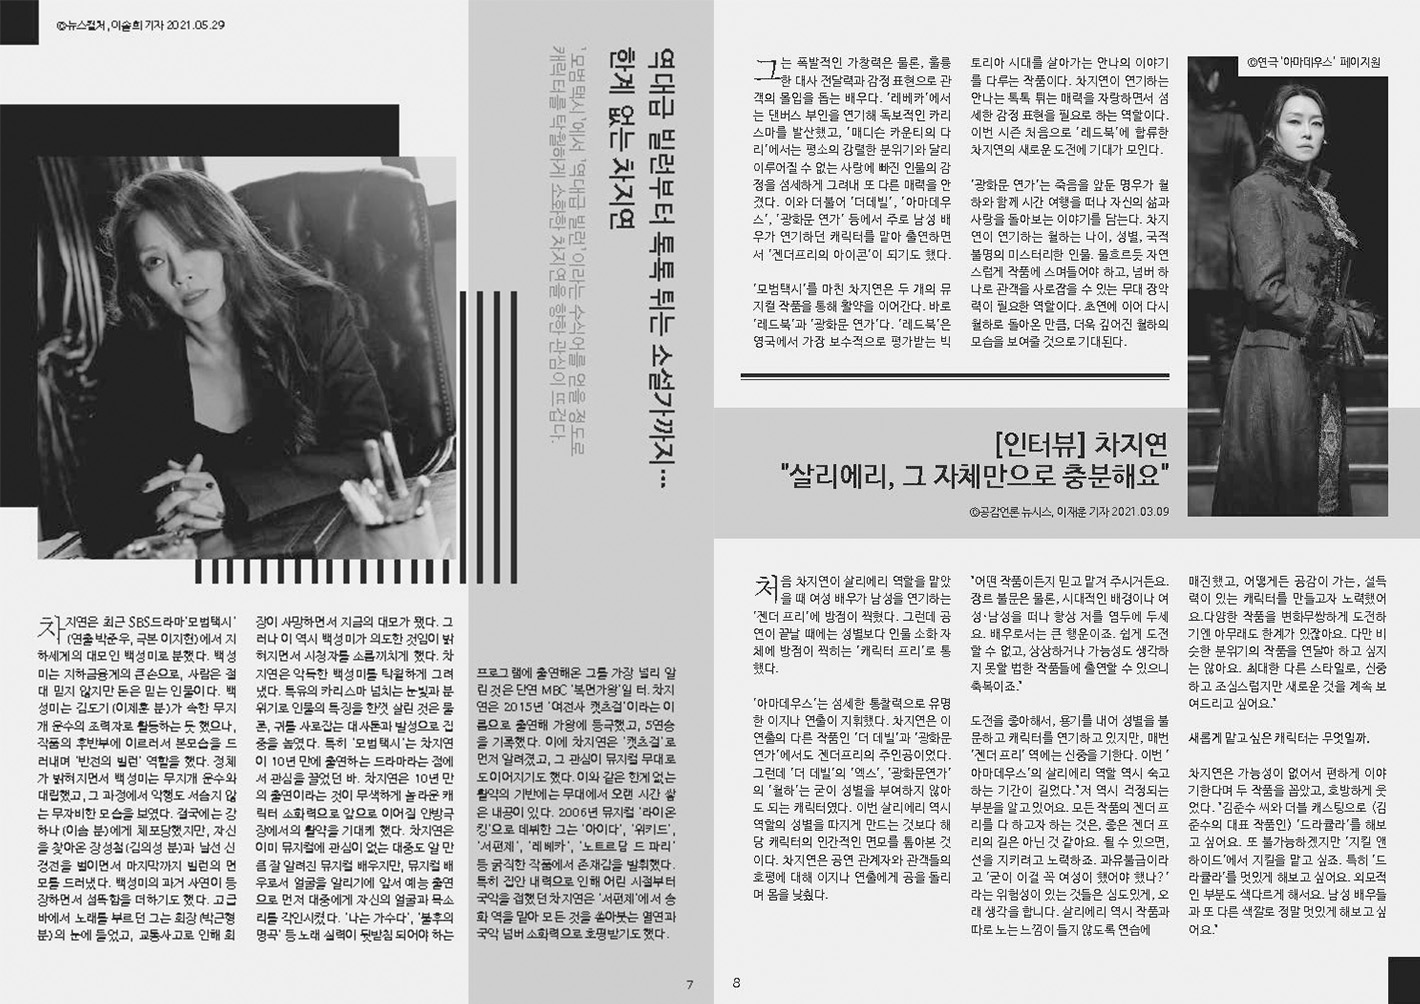 ©뉴스컬처, 이솔희 기자 2021.05.29
역대급 빌런부터 톡톡 튀는 소설가까지…
한계 없는 차지연
'모범택시'에서 '역대급 빌런'이라는 수식어를 얻을 정도로
캐릭터를 탁월하게 소화한 차지연을 향한 관심이 뜨겁다.
차지연은 최근 SBS드라마'모범택시'
(연출 박준우, 극본 이지현)에서 지
하세계의 대모인 백성미로 분했다. 백성
미는 지하금융계의 큰손으로, 사람은 절
대 믿지 않지만 돈은 믿는 인물이다. 백
성미는 김도기 (이제훈 분)가 속한 무지
개 운수의 조력자로 활동하는 듯 했으나,
작품의 후반부에 이르러서 본모습을 드
러내며 '반전의 빌런' 역할을 했다. 정체
가 밝혀지면서 백성미는 무지개 운수와
대립했고, 그 과정에서 악행도 서슴지 않
는 무자비한 모습을 보였다. 결국에는 강
하나 (이솜 분)에게 체포당했지만, 자신
을 찾아온 장성철(김의성 분)과 날선 신
경전을 벌이면서 마지막까지 빌런의 면
모를 드러냈다. 백성미의 과거 사연이 등
장하면서 섬뜩함을 더하기도 했다. 고급
바에서 노래를 부르던 그는 회장 (박근형
분)의 눈에 들었고, 교통사고로 인해 회
장이 사망하면서 지금의 대모가 됐다. 그
러나 이 역시 백성미가 의도한 것임이 밝
혀지면서 시청자를 소름끼치게 했다. 차
지연은 악독한 백성미를 탁월하게 그려
냈다. 특유의 카리스마 넘치는 눈빛과 분
위기로 인물의 특징을 한껏 살린 것은 물
론, 귀를 사로잡는 대사톤과 발성으로 집
중을 높였다. 특히 '모범택시'는 차지연
이 10년 만에 출연하는 드라마라는 점에
서 관심을 끌었던 바. 차지연은 10년 만
의 출연이라는 것이 무색하게 놀라운 캐
릭터 소화력으로 앞으로 이어질 안방극
장에서의 활약을 기대케 했다. 차지연은
이미 뮤지컬에 관심이 없는 대중도 알 만
큼 잘 알려진 뮤지컬 배우지만, 뮤지컬 배
우로서 얼굴을 알리기에 앞서 예능 출연
으로 먼저 대중에게 자신의 얼굴과 목소
리를 각인시켰다. '나는 가수다', '불후의
명곡' 등 노래 실력이 뒷받침 되어야 하는
프로그램에 출연해온 그를 가장 널리 알
린 것은 단연 MBC '복면가왕'일 터. 차지
연은 2015년 '여전사 캣츠걸'이라는 이
름으로 출연해 가왕에 등극했고, 5연승
을 기록했다. 이에 차지연은 '캣츠걸'로
먼저 알려졌고, 그 관심이 뮤지컬 무대로
도 이어지기도 했다. 이와 같은 한계 없는
활약의 기반에는 무대에서 오랜 시간 쌓
은 내공이 있다. 2006년 뮤지컬 '라이온
킹'으로 데뷔한 그는 '아이다', '위키드',
'서편제', '레베카', '노트르담 드 파리'
등 굵직한 작품에서 존재감을 발휘했다.
특히 집안 내력으로 인해 어린 시절부터
국악을 접했던 차지연은 '서편제'에서 송
화 역을 맡아 모든 것을 쏟아붓는 열연과
국악 넘버 소화력으로 호평받기도 했다.
7
그는 폭발적인 가창력은 물론, 훌륭
한 대사 전달력과 감정 표현으로 관
객의 몰입을 돕는 배우다. '레베카'에서
는 댄버스 부인을 연기해 독보적인 카리
스마를 발산했고, '매디슨 카운티의 다
리'에서는 평소의 강렬한 분위기와 달리
이루어질 수 없는 사랑에 빠진 인물의 감
정을 섬세하게 그려내 또 다른 매력을 안
겼다. 이와 더불어 '더데빌', '아마데우
스', '광화문 연가' 등에서 주로 남성 배
우가 연기하던 캐릭터를 맡아 출연하면
서 '젠더프리의 아이콘'이 되기도 했다.
'모범택시'를 마친 차지연은 두 개의 뮤
지컬 작품을 통해 활약을 이어간다. 바로
'레드북'과 '광화문 연가'다. '레드북'은
영국에서 가장 보수적으로 평가받는 빅
토리아 시대를 살아가는 안나의 이야기
를 다루는 작품이다. 차지연이 연기하는
안나는 톡톡 튀는 매력을 자랑하면서 섬
세한 감정 표현을 필요로 하는 역할이다.
이번 시즌 처음으로 '레드북'에 합류한
차지연의 새로운 도전에 기대가 모인다.
'광화문 연가'는 죽음을 앞둔 명우가 월
하와 함께 시간 여행을 떠나 자신의 삶과
사랑을 돌아보는 이야기를 담는다. 차지
연이 연기하는 월하는 나이, 성별, 국적
불명의 미스터리한 인물. 물흐르듯 자연
스럽게 작품에 스며들어야 하고, 넘버 하
나로 관객을 사로잡을 수 있는 무대 장악
력이 필요한 역할이다. 초연에 이어 다시
월하로 돌아온 만큼, 더욱 깊어진 월하의
모습을 보여줄 것으로 기대된다.
©연극 '아마데우스' 페이지원
[인터뷰] 차지연
"살리에리, 그 자체만으로 충분해요"
©공감언론 뉴시스, 이재훈 기자 2021.03.09
처음 차지연이 살리에리 역할을 맡았
을 때 여성 배우가 남성을 연기하는
'젠더 프리'에 방점이 찍혔다. 그런데 공
연이 끝날 때에는 성별보다 인물 소화 자
체에 방점이 찍히는 '캐릭터 프리'로 통
했다.
'아마데우스'는 섬세한 통찰력으로 유명
한 이지나 연출이 지휘했다. 차지연은 이
연출의 다른 작품인 '더 데빌'과 '광화문
연가'에서도 젠더프리의 주인공이었다.
그런데 '더 데빌'의 '엑스', '광화문연가'
의 '월하'는 굳이 성별을 부여하지 않아
도 되는 캐릭터였다. 이번 살리에리 역시
역할의 성별을 따지게 만드는 것보다 해
당 캐릭터의 인간적인 면모를 톺아본 것
이다. 차지연은 공연 관계자와 관객들의
호평에 대해 이지나 연출에게 공을 돌리
며 몸을 낮췄다.
"어떤 작품이든지 믿고 맡겨 주시거든요.
장르 불문은 물론, 시대적인 배경이나 여
성·남성을 떠나 항상 저를 염두에 두세
요. 배우로서는 큰 행운이죠. 쉽게 도전
할 수 없고, 상상하거나 가능성도 생각하
지 못할 법한 작품들에 출연할 수 있으니
축복이죠."
도전을 좋아해서, 용기를 내어 성별을 불
문하고 캐릭터를 연기하고 있지만, 매번
'젠더 프리' 역에는 신중을 기한다. 이번 '
아마데우스'의 살리에리 역할 역시 숙고
하는 기간이 길었다."저 역시 걱정되는
부분을 알고 있어요. 모든 작품의 젠더 프
리를 다 하고자 하는 것은, 좋은 젠더 프
리의 길은 아닌 것 같아요. 될 수 있으면,
선을 지키려고 노력하죠. 과유불급이라
고 '굳이 이걸 꼭 여성이 했어야 했나?'
라는 위험성이 있는 것들은 심도있게, 오
래 생각을 합니다. 살리에리 역시 작품과
따로 노는 느낌이 들지 않도록 연습에
매진했고, 어떻게든 공감이 가는, 설득
력이 있는 캐릭터를 만들고자 노력했어
요.다양한 작품을 변화무쌍하게 도전하
기엔 아무래도 한계가 있잖아요. 다만 비
슷한 분위기의 작품을 연달아 하고 싶지
는 않아요. 최대한 다른 스타일로, 신중
하고 조심스럽지만 새로운 것을 계속 보
여드리고 싶어요."
새롭게 맡고 싶은 캐릭터는 무엇일까.
차지연은 가능성이 없어서 편하게 이야
기한다며 두 작품을 꼽았고, 호방하게 웃
었다. "김준수 씨와 더블 캐스팅으로 (김
준수의 대표 작품인) '드라큘라'를 해보
고 싶어요. 또 불가능하겠지만 '지킬 앤
하이드'에서 지킬을 맡고 싶죠. 특히 '드
라큘라'를 멋있게 해보고 싶어요. 외모적
인 부분도 색다르게 해서요. 남성 배우들
과 또 다른 색깔로 정말 멋있게 해보고 싶
어요."
8